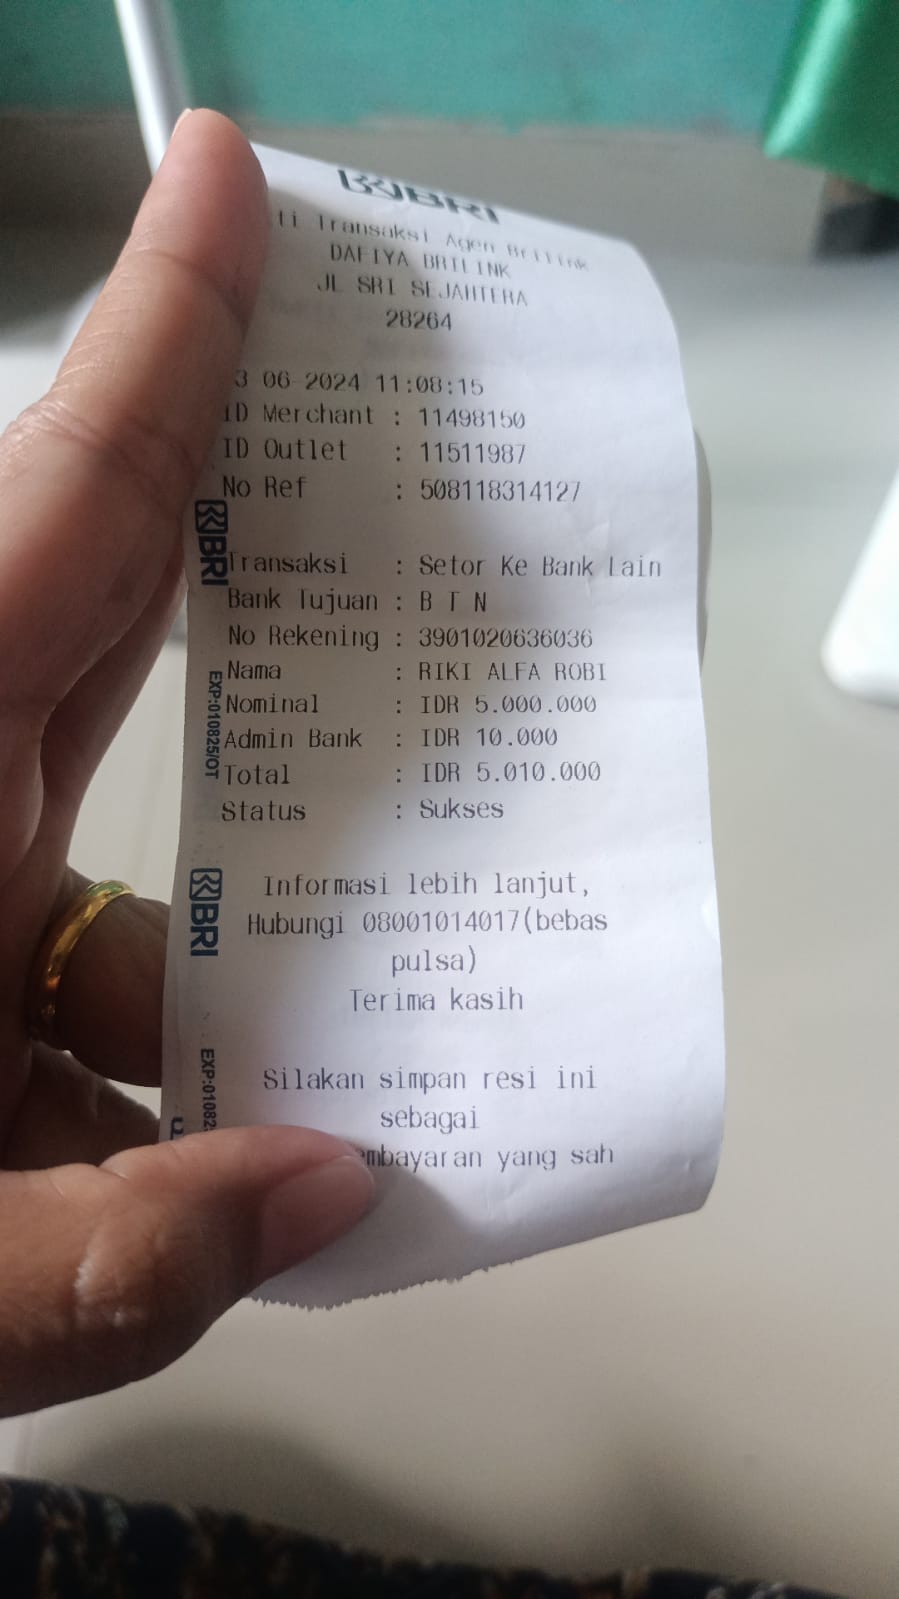 BRI
Transaksi Agen Brilink
DAFIYA BRILINK
JL SRI SEJAHTERA
28264
3 06 2024 11:08:15
ID Merchant : 11498150
ID Outlet : 11511987
No Ref : 508118314127
Transaksi : Setor Ke Bank Lain
Bank Tujuan : B T N
No Rekening : 3901020636036
Nama : RIKI ALFA ROBI
Nominal : IDR 5.000.000
Admin Bank : IDR 10.000
Total : IDR 5.010.000
Status : Sukses
Informasi lebih lanjut,
Hubungi 08001014017(bebas
pulsa)
Terima kasih
Silakan simpan resi ini
sebagai
yang sah
BRI
EXP:010825/OT
BRI